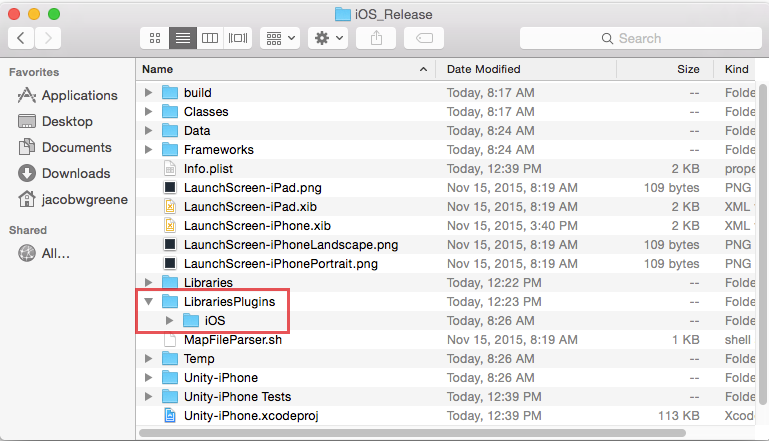 iOS_Release
Search
Favorites
Applications
Desktop
Documents
Downloads
jacobwgreene
Shared
All...
Name Date Modified Size Kind
build Today, 8:17 AM -- Folde
Classes Today, 8:17 AM -- Folde
Data Today, 8:24 AM -- Folde
Frameworks Today, 8:24 AM -- Folde
Info.plist Today, 12:39 PM 2 KB prope
LaunchScreen-iPad.png Nov 15, 2015, 8:19 AM 109 bytes PNG
LaunchScreen-iPad.xib Nov 15, 2015, 8:19 AM 2 KB XML
LaunchScreen-iPhone.xib Nov 15, 2015, 3:40 PM 2 KB XML
LaunchScreen-iPhoneLandscape.png Nov 15, 2015, 8:19 AM 109 bytes PNG
LaunchScreen-iPhonePortrait.png Nov 15, 2015, 8:19 AM 109 bytes PNG
Libraries Today, 12:22 PM -- Folde
LibrariesPlugins Today, 12:23 PM -- Folde
iOS Today, 8:26 AM -- Folde
MapFileParser.sh Nov 15, 2015, 8:19 AM 1 KB shell
Temp Today, 8:26 AM -- Folde
Unity-iPhone Today, 8:26 AM -- Folde
Unity-iPhone Tests Today, 12:39 PM -- Folde
Unity-iPhone.xcodeproj Today, 12:39 PM 113 KB Xcod